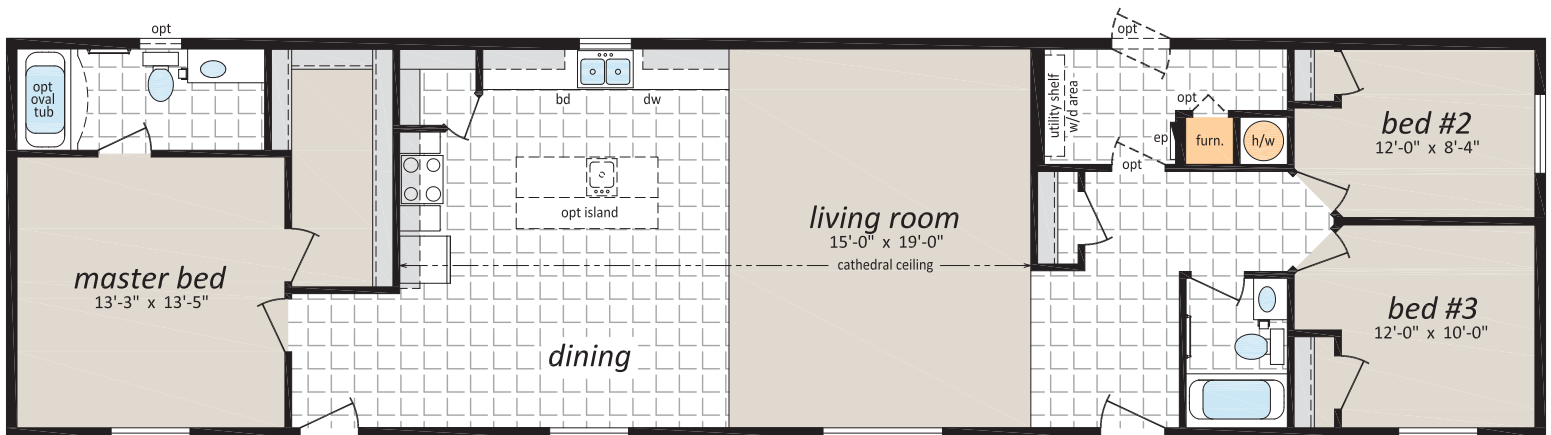 opt
opt
oval
tub
master bed
13'-3" x 13'-5"
bd
dw
opt island
dining
living room
15'-0" x 19'-0"
cathedral ceiling
opt
utility shelf
w/d area
opt
ep
furn.
h/w
opt
bed #2
12'-0" x 8'-4"
bed #3
12'-0" x 10'-0"